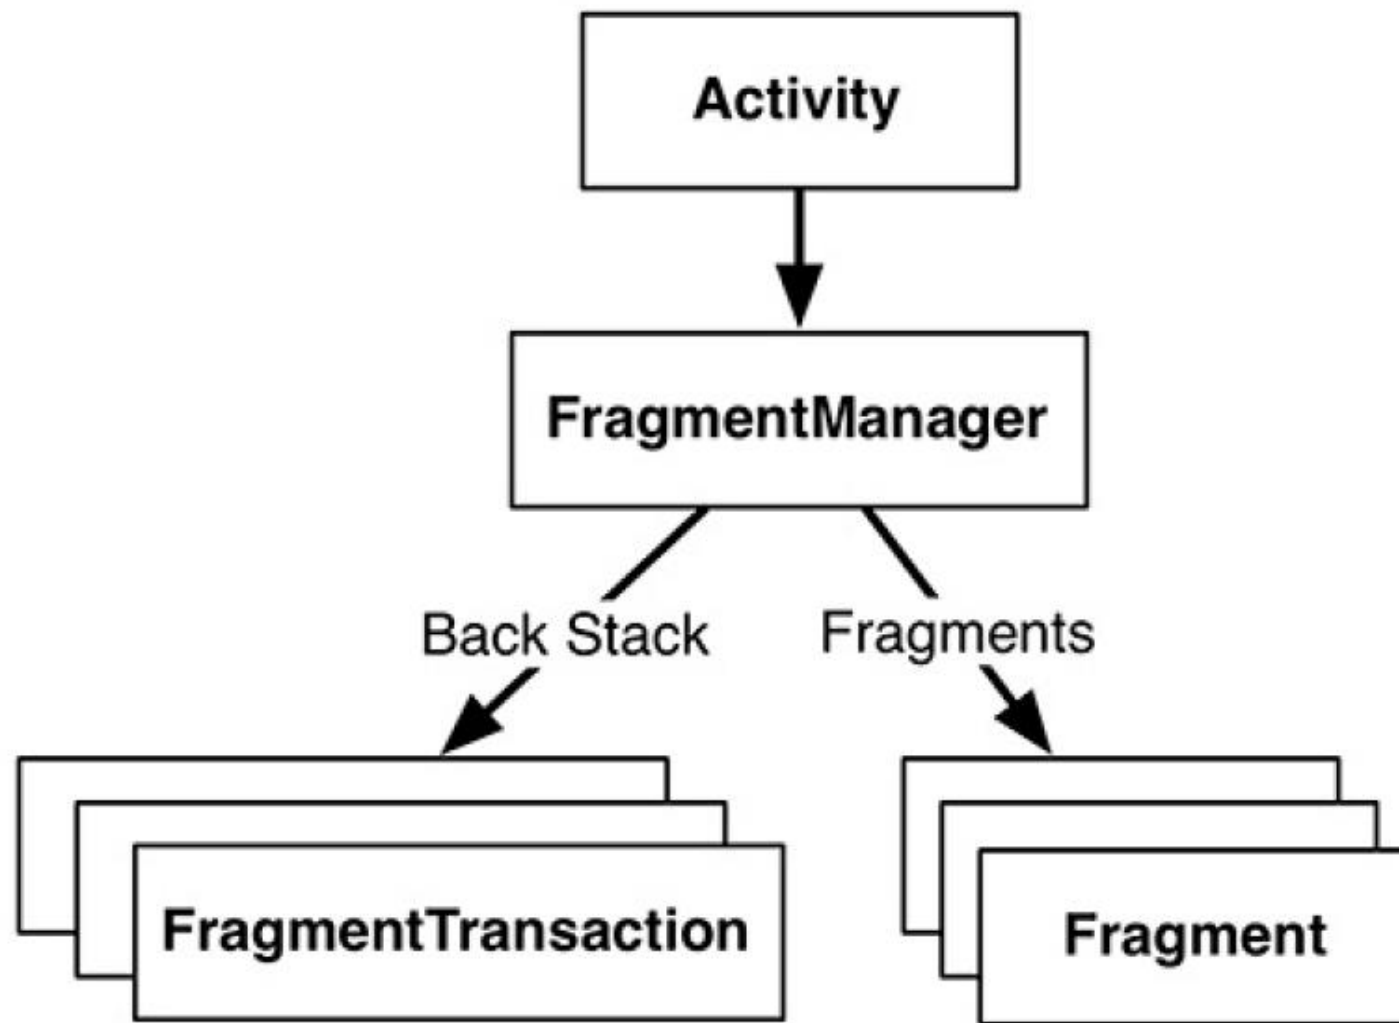 Activity
FragmentManager
Back Stack
Fragments
FragmentTransaction
Fragment